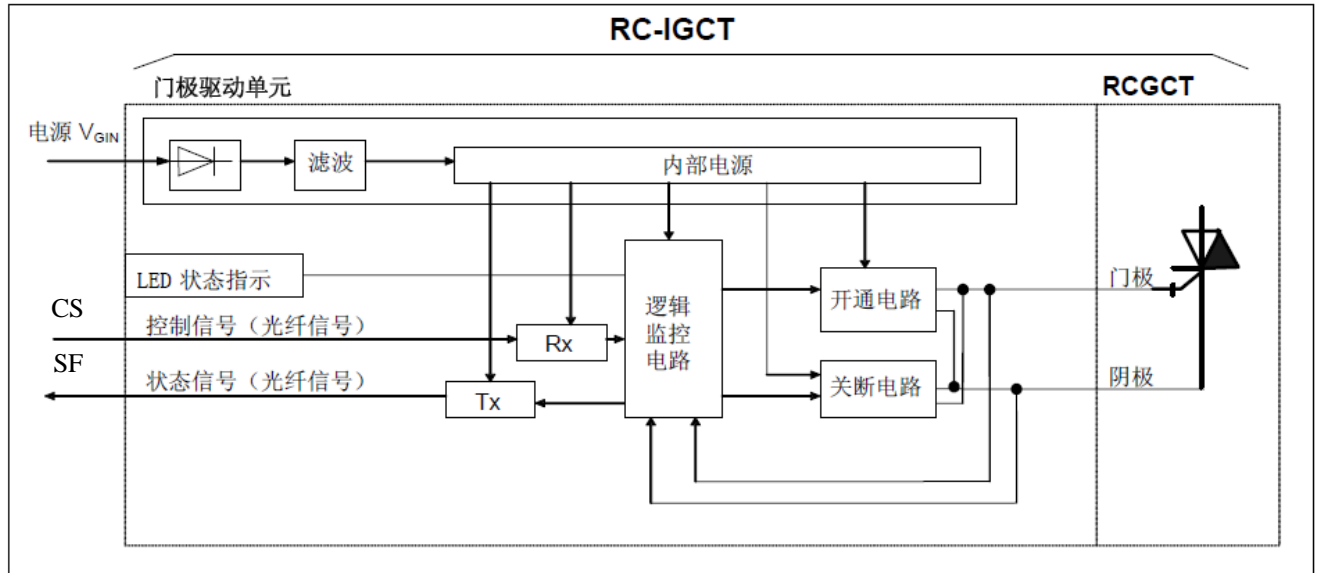 RC-IGCT
门极驱动单元
RCGCT
电源 VGIN
滤波
内部电源
LED 状态指示
CS
控制信号（光纤信号）
Rx
SF
状态信号（光纤信号）
Tx
逻辑
监控
电路
开通电路
关断电路
门极
阴极